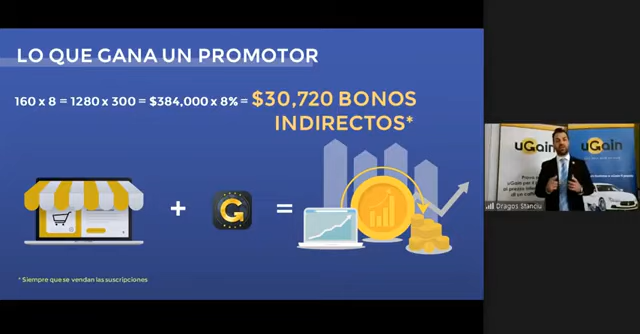 LO QUE GANA UN PROMOTOR
160 x 8 = 1280 x 300 = $384,000 x 8% = $30,720 BONOS
INDIRECTOS*
G
+
=
* Siempre que se vendan las suscripciones
uGain
uGain
Dragos Stanciu